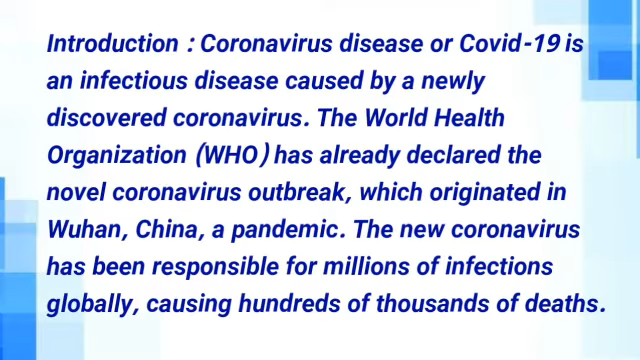 Introduction : Coronavirus disease or Covid-19 is
an infectious disease caused by a newly
discovered coronavirus. The World Health
Organization (WHO) has already declared the
novel coronavirus outbreak, which originated in
Wuhan, China, a pandemic. The new coronavirus
has been responsible for millions of infections
globally, causing hundreds of thousands of deaths.